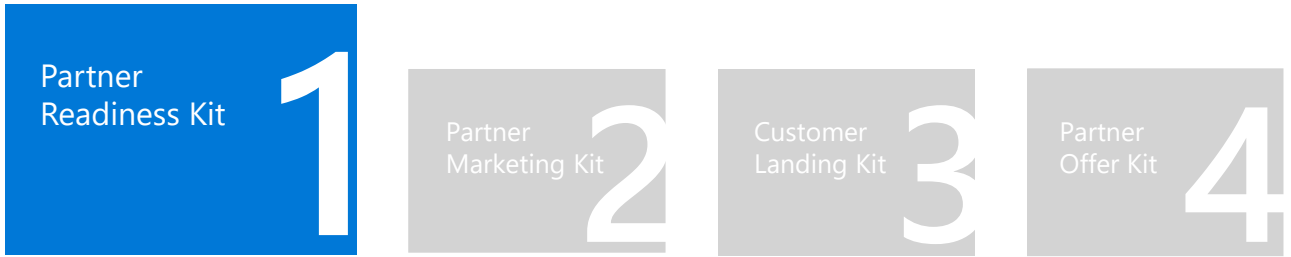 Partner
Readiness Kit
1
Partner
Marketing Kit
2
Customer
Landing Kit
3
Partner
Offer Kit
4